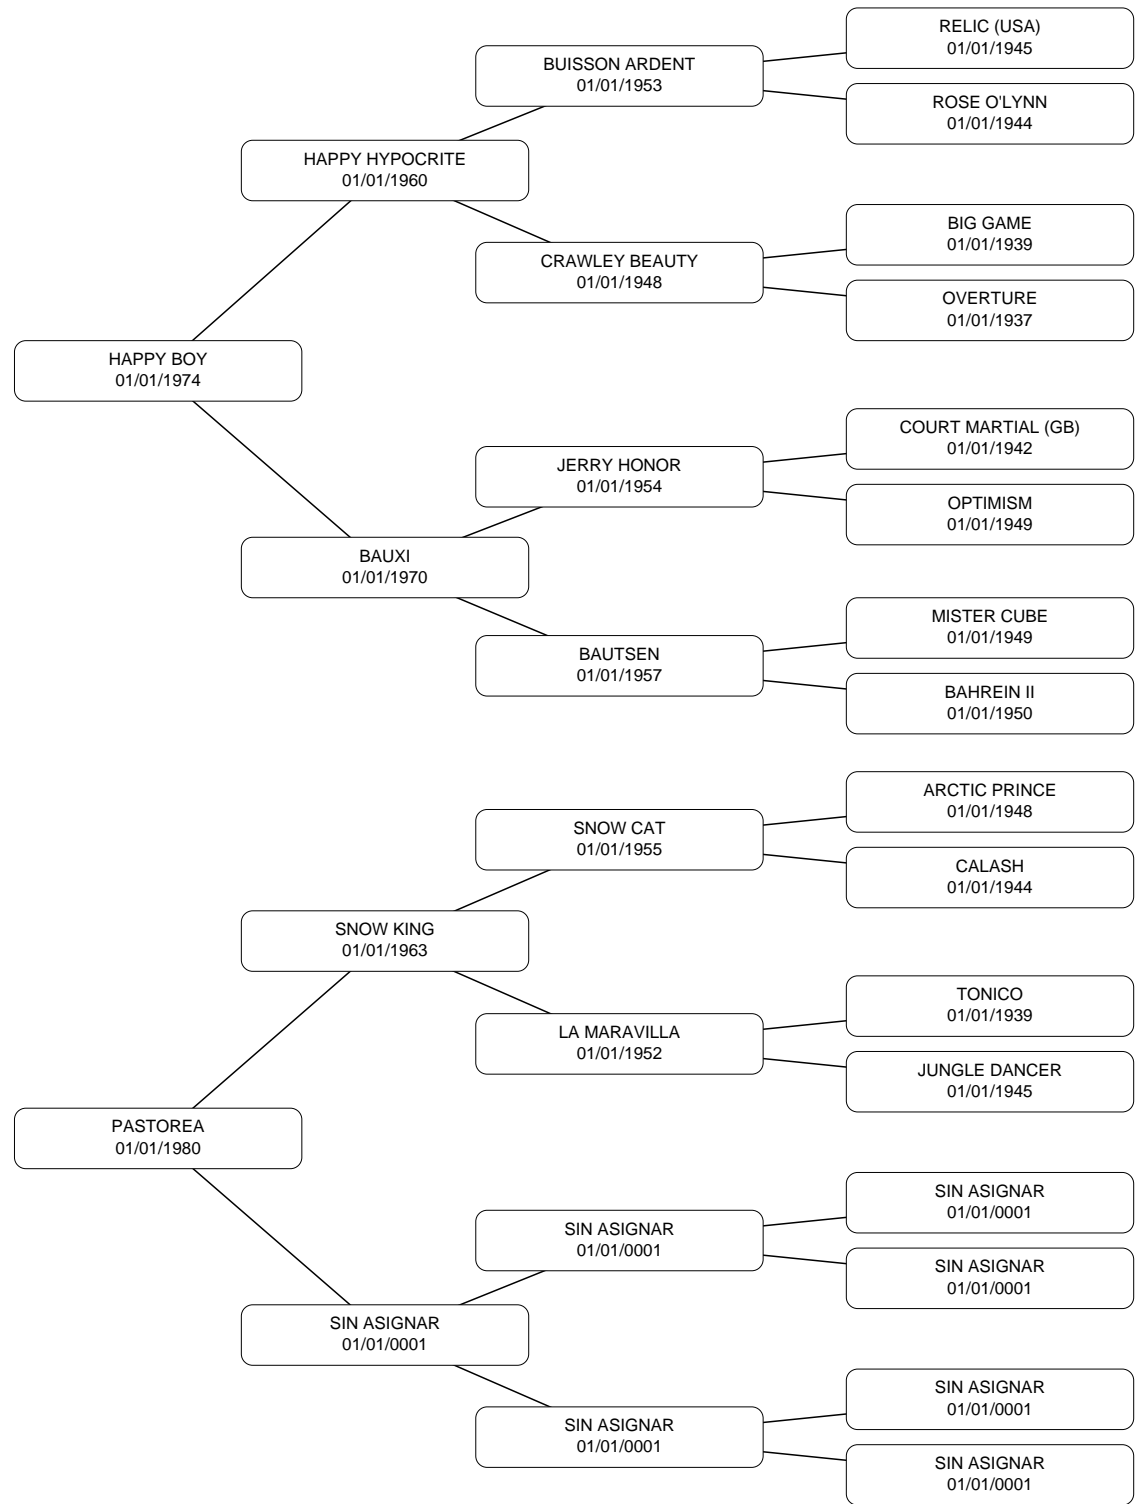 RELIC (USA)
01/01/1945
BUISSON ARDENT
01/01/1953
ROSE O'LYNN
01/01/1944
HAPPY HYPOCRITE
01/01/1960
BIG GAME
01/01/1939
CRAWLEY BEAUTY
01/01/1948
OVERTURE
01/01/1937
HAPPY BOY
01/01/1974
COURT MARTIAL (GB)
01/01/1942
JERRY HONOR
01/01/1954
OPTIMISM
01/01/1949
BAUXI
01/01/1970
MISTER CUBE
01/01/1949
BAUTSEN
01/01/1957
BAHREIN II
01/01/1950
ARCTIC PRINCE
01/01/1948
SNOW CAT
01/01/1955
CALASH
01/01/1944
SNOW KING
01/01/1963
TONICO
01/01/1939
LA MARAVILLA
01/01/1952
JUNGLE DANCER
01/01/1945
PASTOREA
01/01/1980
SIN ASIGNAR
01/01/0001
SIN ASIGNAR
01/01/0001
SIN ASIGNAR
01/01/0001
SIN ASIGNAR
01/01/0001
SIN ASIGNAR
01/01/0001
SIN ASIGNAR
01/01/0001
SIN ASIGNAR
01/01/0001